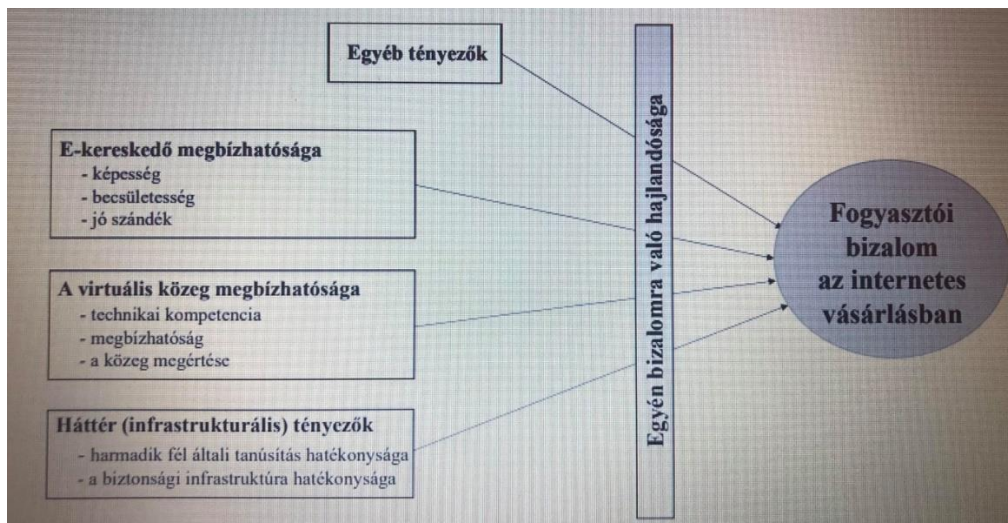 Egyéb tényezők
E-kereskedő megbízhatósága
- képesség
- becsületesség
- jó szándék
A virtuális közeg megbízhatósága
- technikai kompetencia
- megbízhatóság
- a közeg megértése
Háttér (infrastrukturális) tényezők
- harmadik fél általi tanúsítás hatékonysága
- a biztonsági infrastruktúra hatékonysága
Egyén bizalomra való hajlandósága
Fogyasztói
bizalom
az internetes
vásárlásban